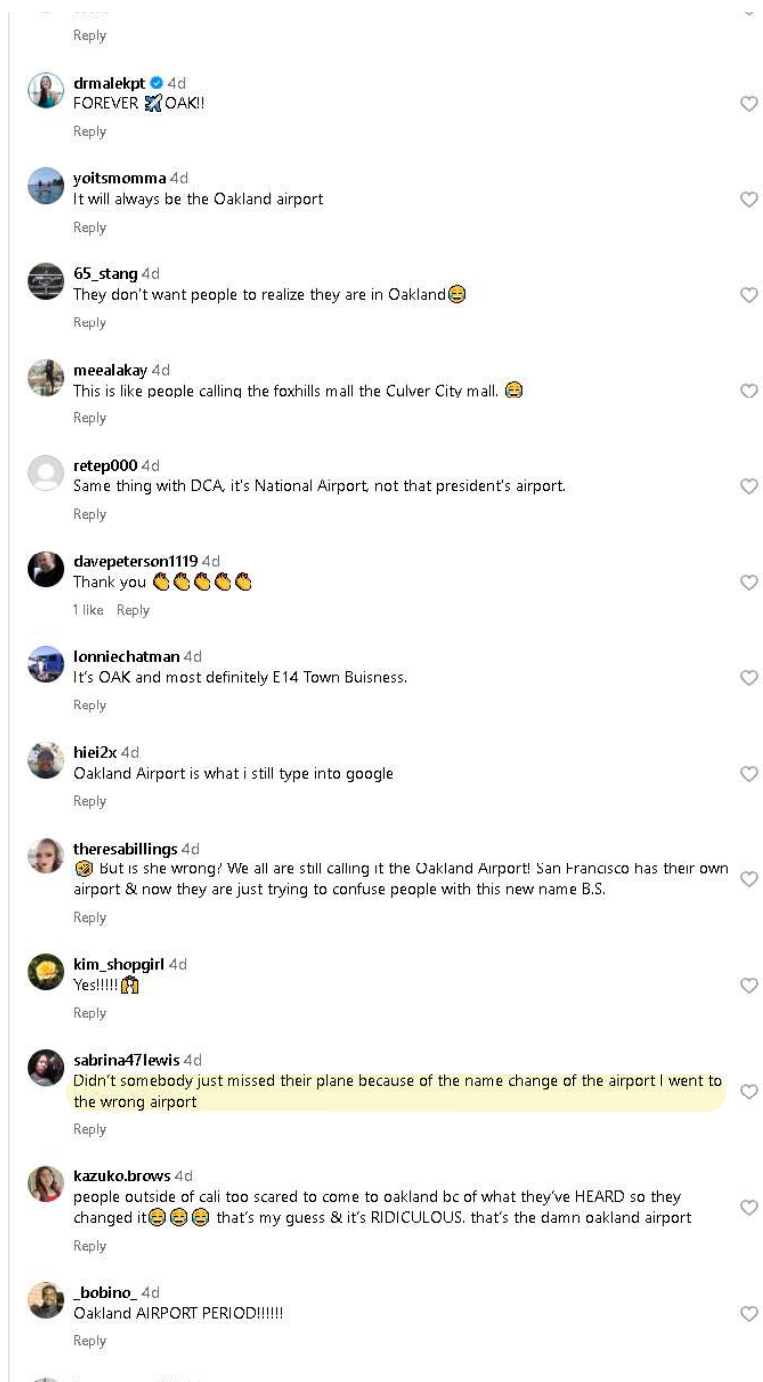 Reply
drmalekpt 4d
FOREVER ✈️OAK!!
Reply
yoitsmomma 4d
It will always be the Oakland airport
Reply
65_stang 4d
They don't want people to realize they are in Oakland😂
Reply
meealakay 4d
This is like people calling the foxhills mall the Culver City mall. 😂
Reply
retep000 4d
Same thing with DCA, it's National Airport, not that president's airport.
Reply
davepeterson1119 4d
Thank you 👏👏👏👏👏
1 like Reply
lonniechatman 4d
It's OAK and most definitely E14 Town Buisness.
Reply
hiei2x 4d
Oakland Airport is what i still type into google
Reply
theresabillings 4d
🤣 But is she wrong? We all are still calling it the Oakland Airport! San Francisco has their own
airport & now they are just trying to confuse people with this new name B.S.
Reply
kim_shopgirl 4d
Yes!!!!!🙌
Reply
sabrina47lewis 4d
Didn't somebody just missed their plane because of the name change of the airport I went to
the wrong airport
Reply
kazuko.brows 4d
people outside of cali too scared to come to oakland bc of what they've HEARD so they
changed it😂😂😂 that's my guess & it's RIDICULOUS. that's the damn oakland airport
Reply
_bobino_ 4d
Oakland AIRPORT PERIOD!!!!!!
Reply